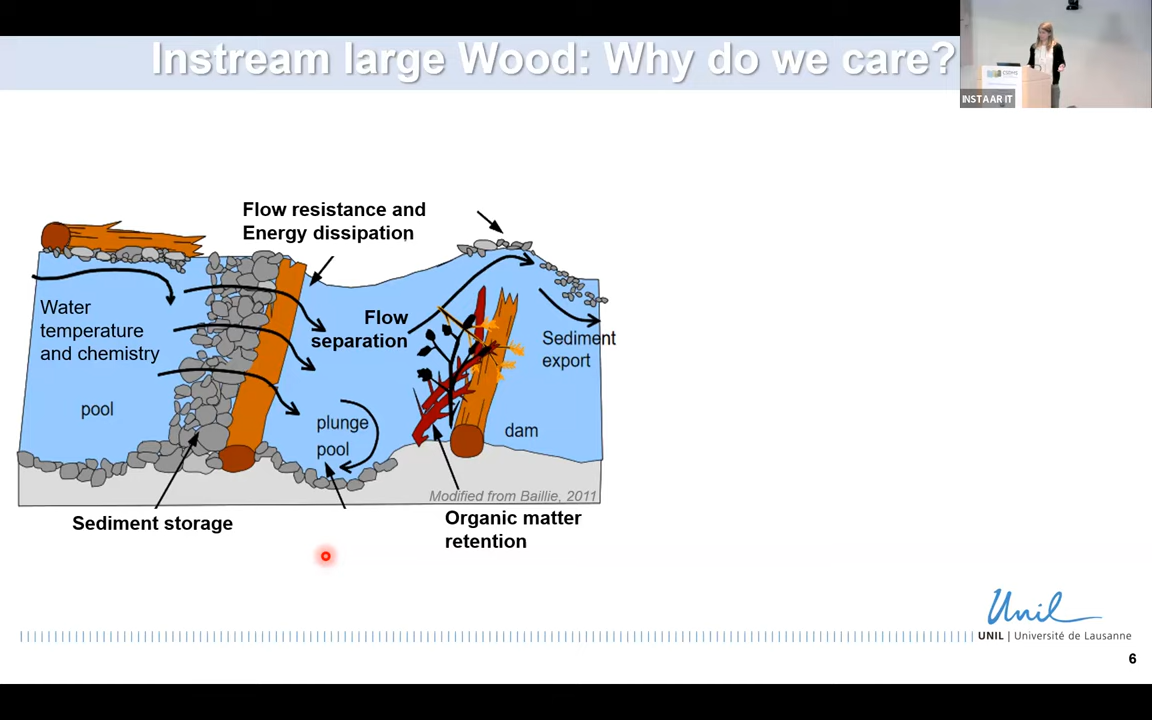 Instream large Wood: Why do we care?
INSTAAR IT
Flow resistance and
Energy dissipation
Water
temperature
and chemistry
Flow
separation
Sediment
export
pool
plunge
pool
dam
Modified from Baillie, 2011
Sediment storage
Organic matter
retention
Unil
UNIL | Université de Lausanne
6